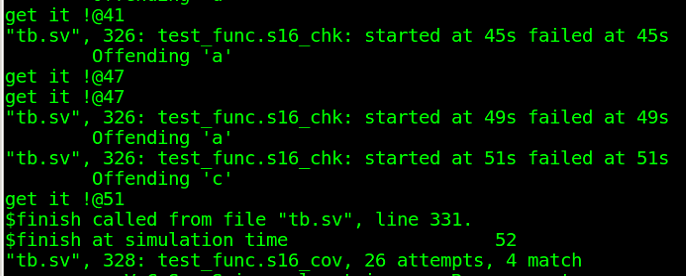 get it !@41
"tb.sv", 326: test_func.s16_chk: started at 45s failed at 45s
Offending 'a'
get it !@47
get it !@47
"tb.sv", 326: test_func.s16_chk: started at 49s failed at 49s
Offending 'a'
"tb.sv", 326: test_func.s16_chk: started at 51s failed at 51s
Offending 'c'
get it !@51
$finish called from file "tb.sv", line 331.
$finish at simulation time 52
"tb.sv", 328: test_func.s16_cov, 26 attempts, 4 match